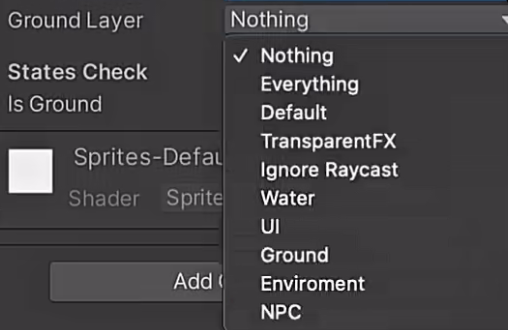 Ground Layer Nothing
Nothing
Everything
States Check
Default
Is Ground
TransparentFX
Sprites-Defau
Ignore Raycast
Shader Sprite
Water
UI
Ground
Add
Enviroment
NPC